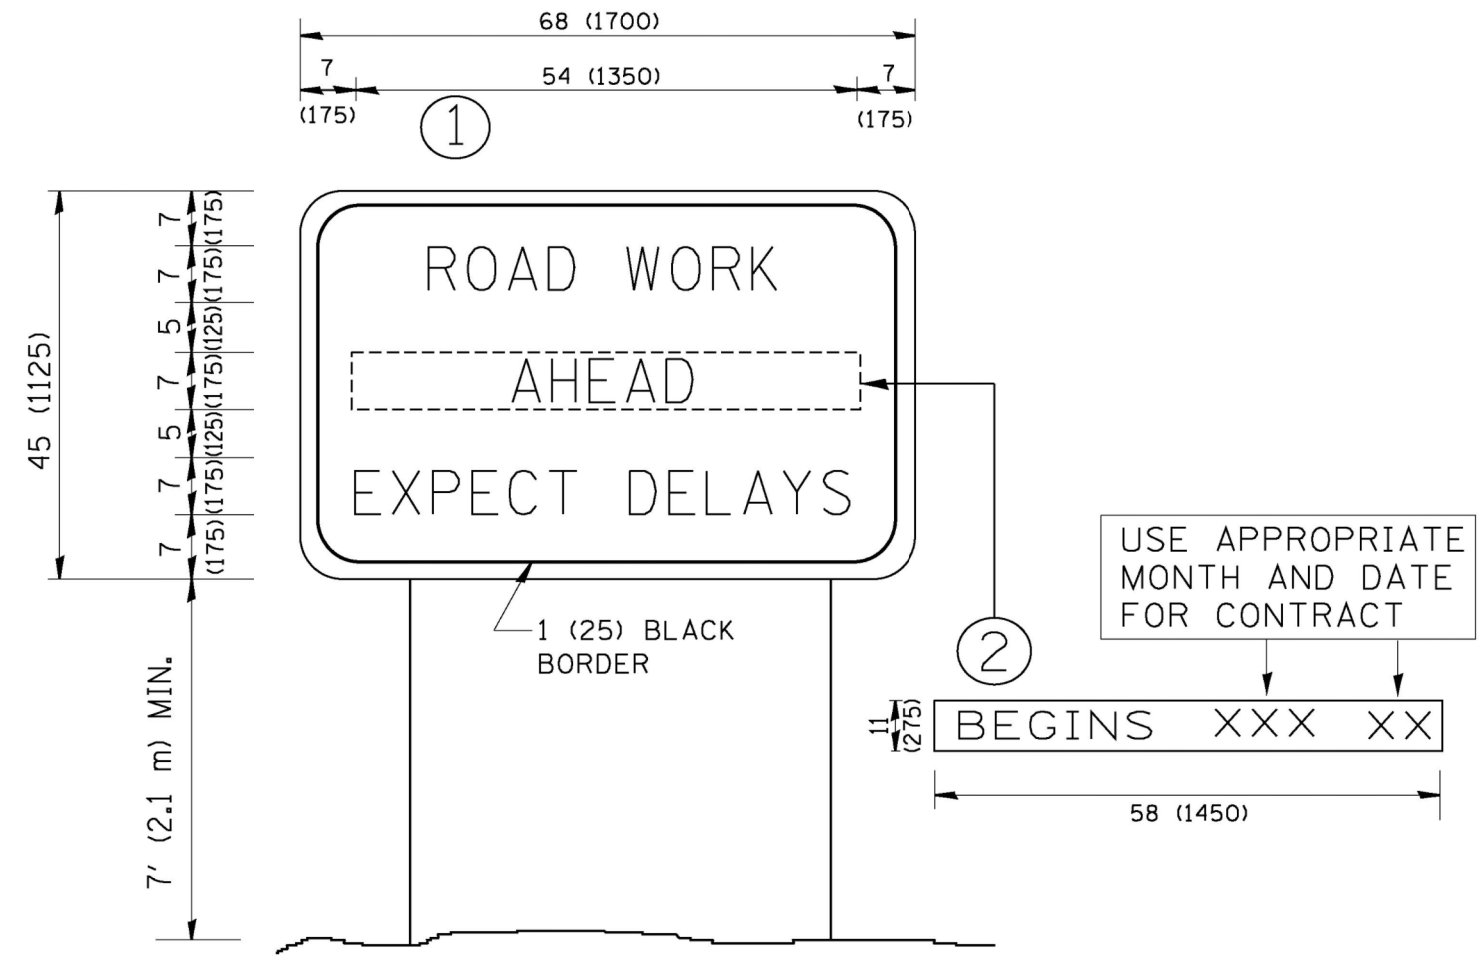 68 (1700)
7
54 (1350)
7
(175)
(175)
1
45 (1125)
7
(175)
7
(175)
5
(125)
7
(175)
5
(125)
7
(175)
7
(175)
ROAD WORK
AHEAD
EXPECT DELAYS
1 (25) BLACK
BORDER
7' (2.1 m) MIN.
USE APPROPRIATE
MONTH AND DATE
FOR CONTRACT
2
11
(275)
BEGINS XXX XX
58 (1450)